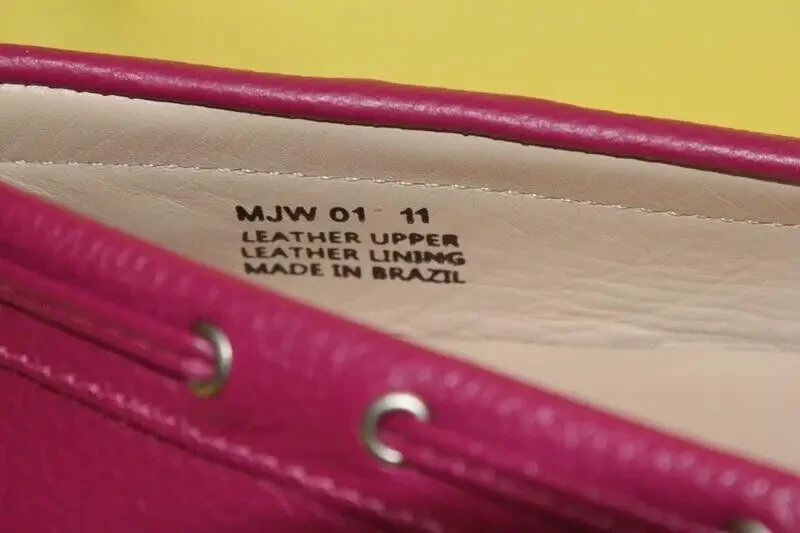 MJW 01 11
LEATHER UPPER
LEATHER LINING
MADE IN BRAZIL